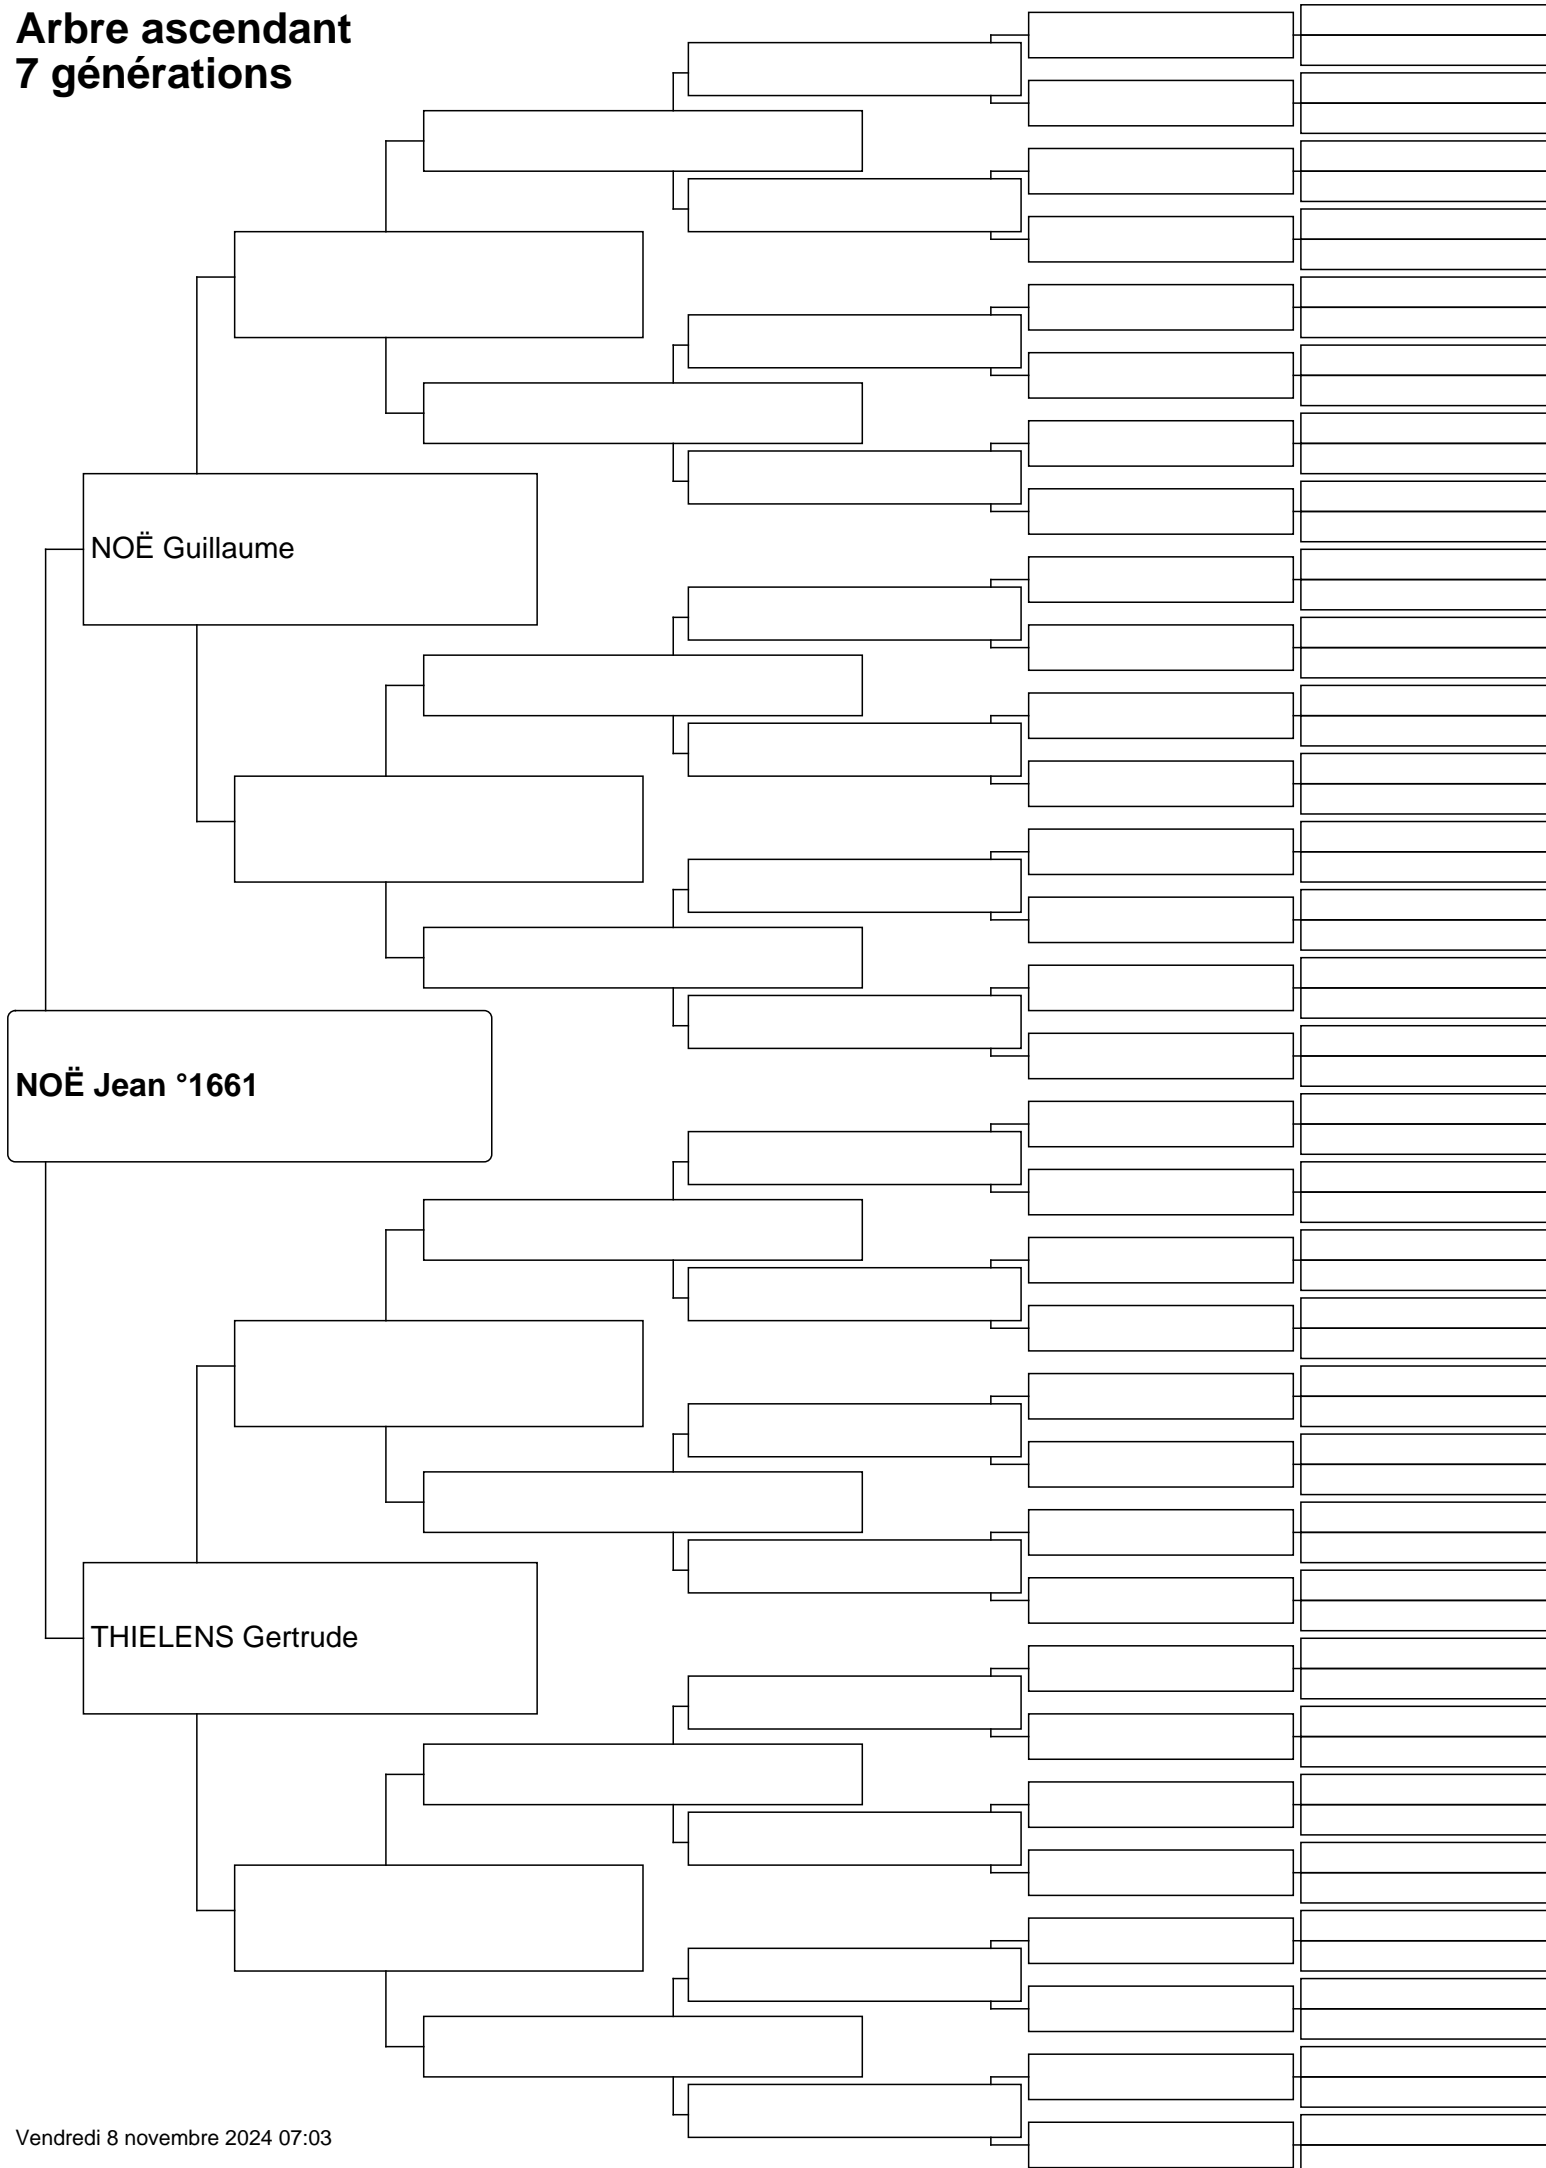 Arbre ascendant
7 générations
NOË Guillaume
NOË Jean °1661
THIELENS Gertrude
Vendredi 8 novembre 2024 07:03